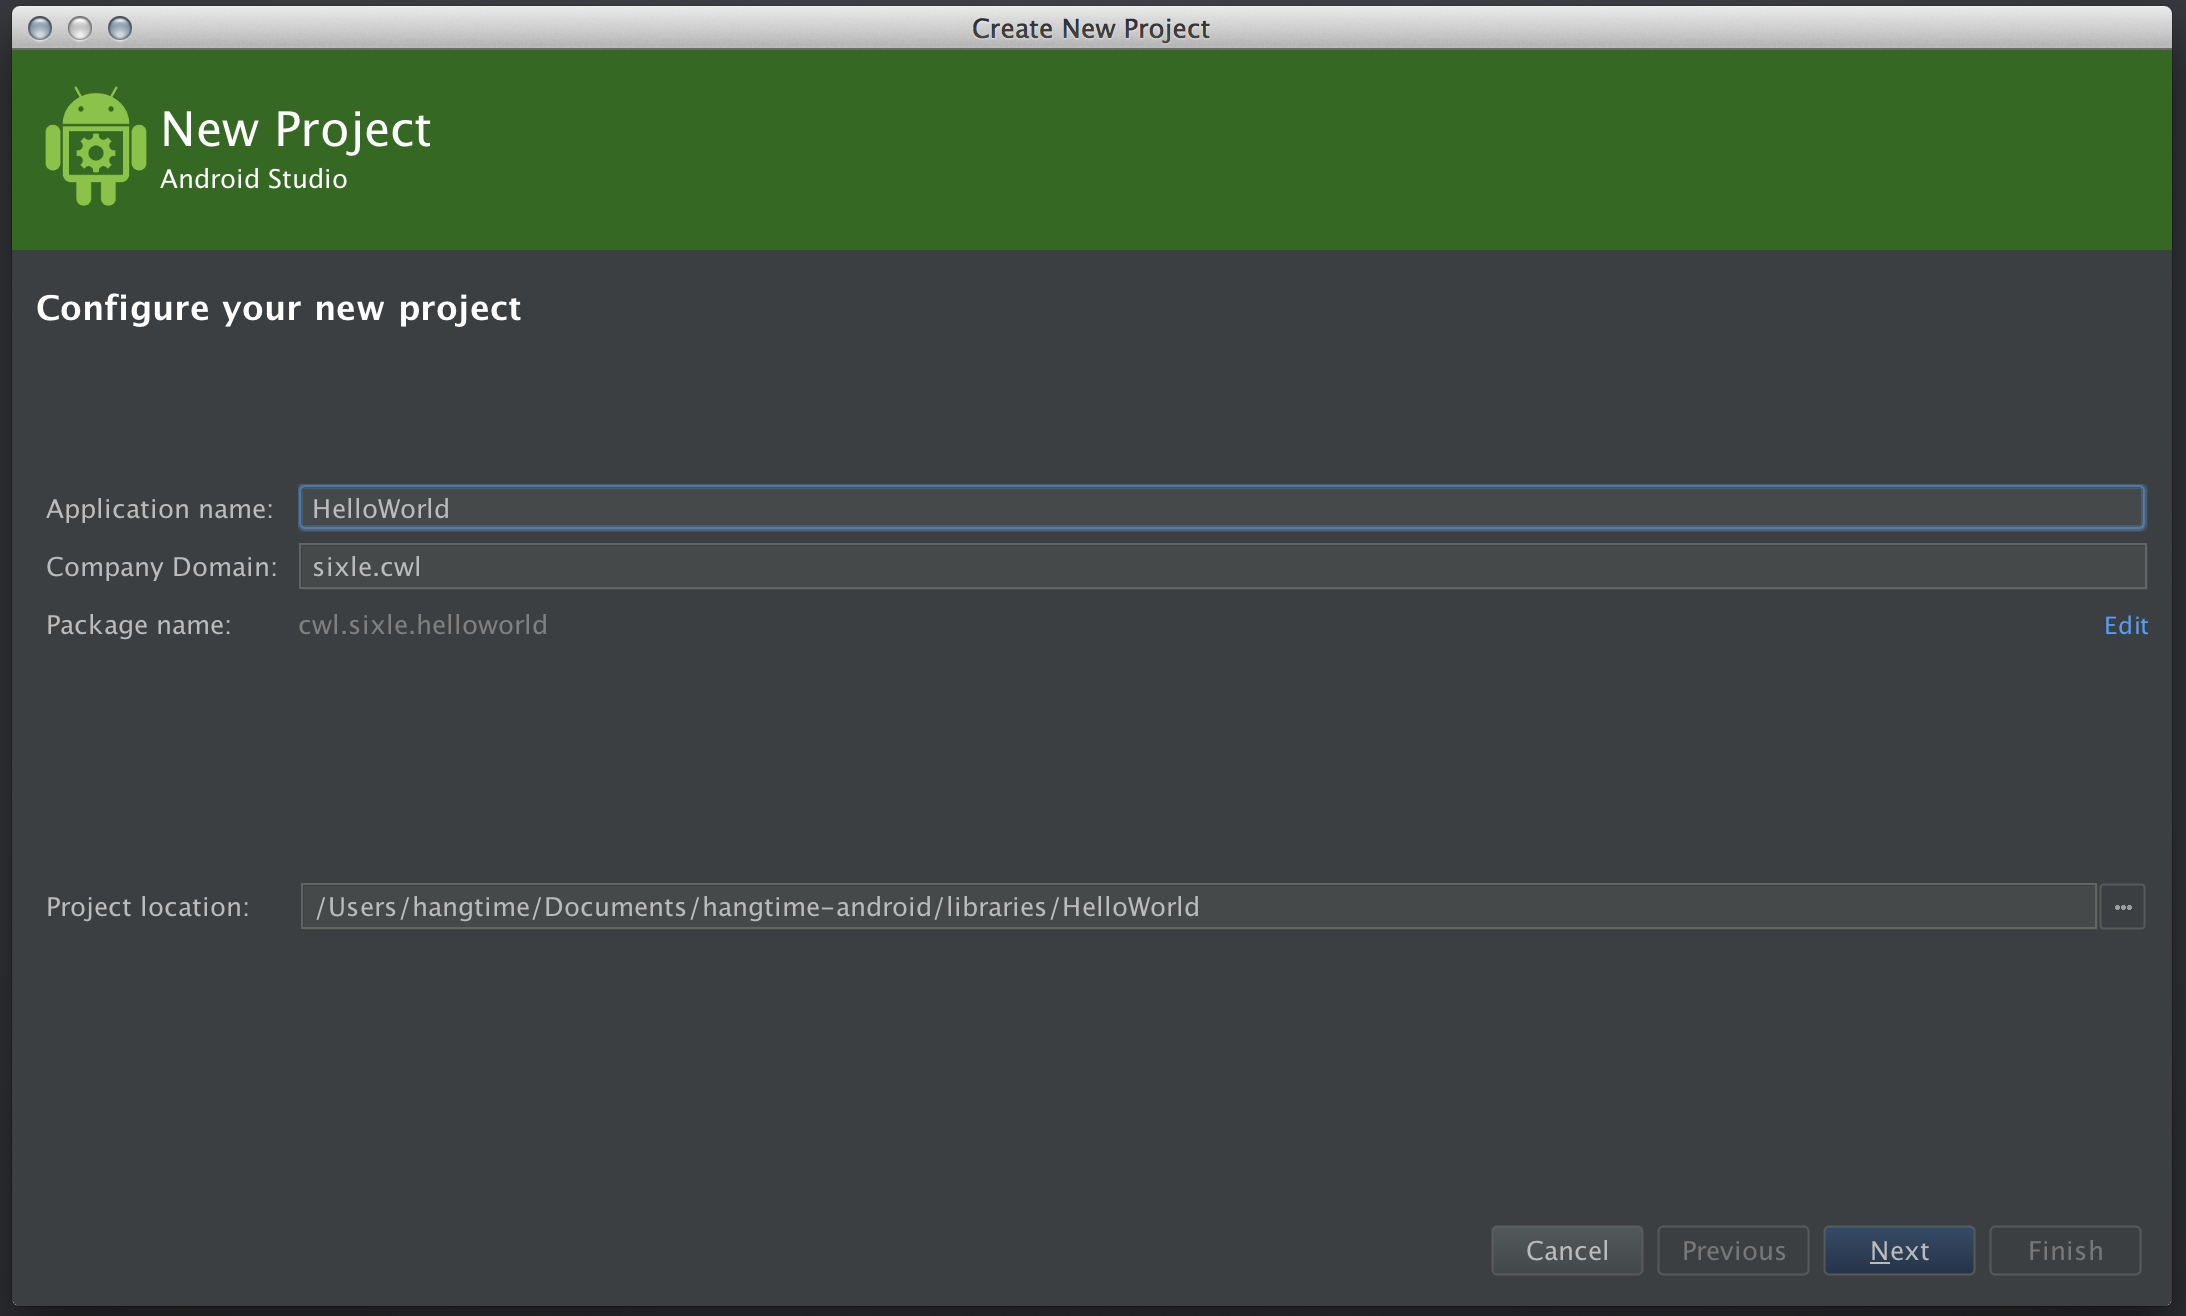 Create New Project
New Project
Android Studio
Configure your new project
Application name: HelloWorld
Company Domain: sixle.cwl
Package name: cwl.sixle.helloworld Edit
Project location: /Users/hangtime/Documents/hangtime-android/libraries/HelloWorld ...
Cancel Previous Next Finish